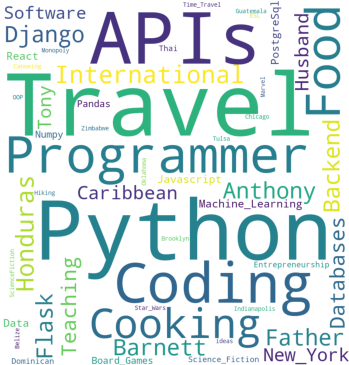 Software
Time_Travel
Guatemala
ESL
Django
APIs
Monopoly
Thai
PostgreSql
Husband
Food
React
International
Canoeing
Tony
Marvel
OOP
Pandas
Travel
Numpy
Zimbabwe
Chicago
Tulsa
Programmer
Backend
Honduras
Hiking
Oklahoma
Javascript
Caribbean
Anthony
Machine_Learning
Python
Brooklyn
Databases
ScienceFiction
Teaching
Flask
Coding
Entrepreneurship
Star_Wars
Indianapolis
Data
Cooking
Belize
Father
Barnett
ideas
New_York
Dominican
Board_Games
Science_Fiction